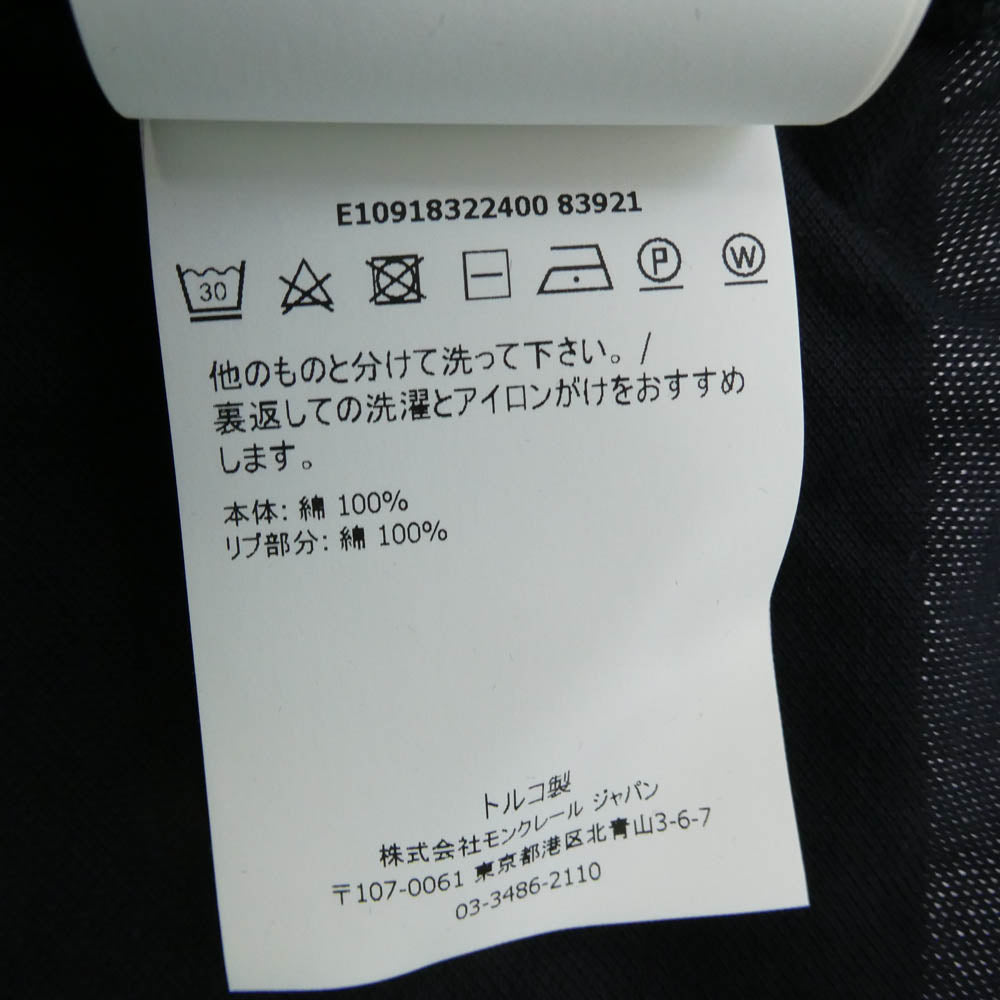 E10918322400 83921
30 P W
他のものと分けて洗って下さい。/
裏返しての洗濯とアイロンがけをおすすめ
します。
本体: 綿 100%
リブ部分: 綿 100%
トルコ製
株式会社モンクレール ジャパン
〒107-0061 東京都港区北青山3-6-7
03-3486-2110